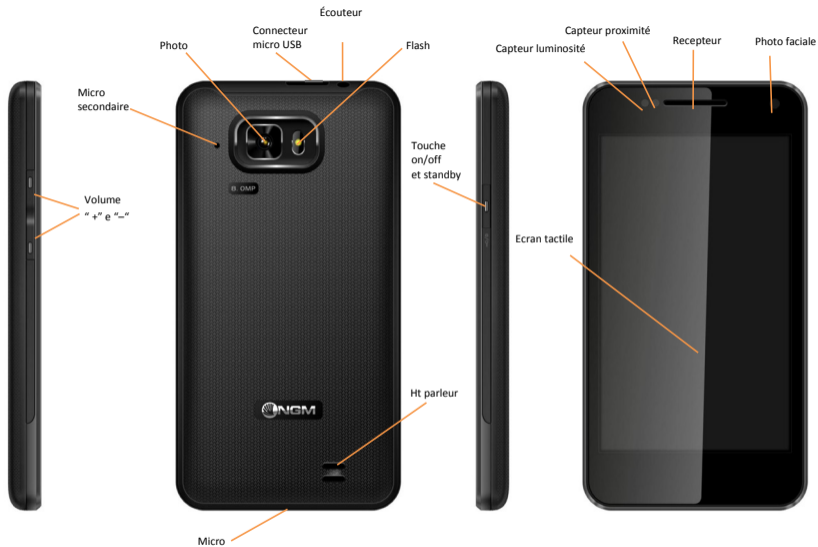 Écouteur
Connecteur
micro USB
Photo
Flash
Capteur proximité
Capteur luminosité
Recepteur
Photo faciale
Micro
secondaire
Touche
on/off
et standby
8. 0MP
Volume
“ +” e “–“
Ecran tactile
Ht parleur
NGM
Micro